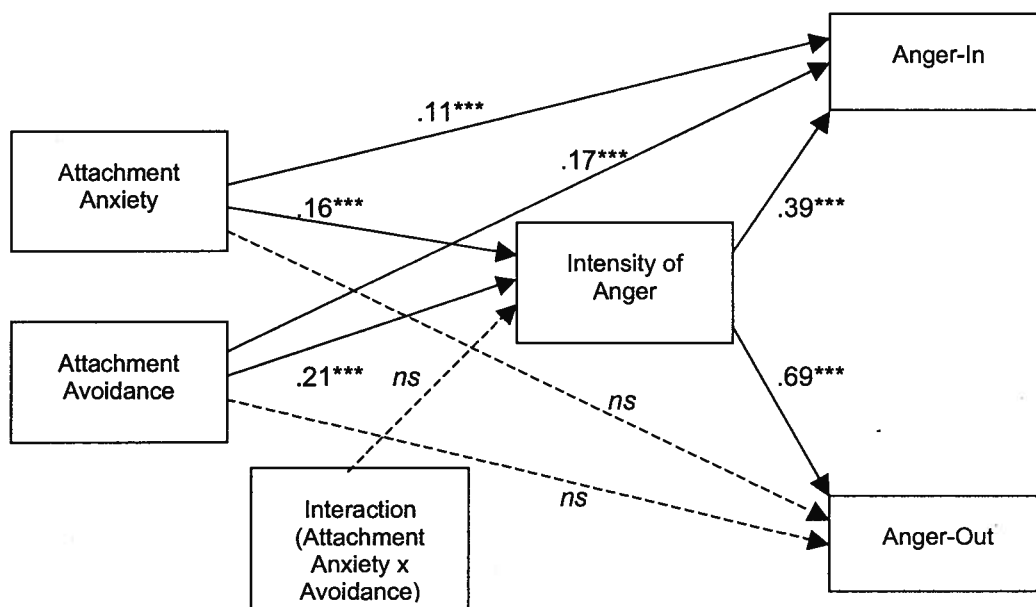 Anger-In
.11***
.17***
Attachment
Anxiety
.16***
.39***
Intensity of
Anger
Attachment
Avoidance
.21***
ns
ns
.69***
ns
Interaction
(Attachment
Anxiety x
Avoidance)
Anger-Out